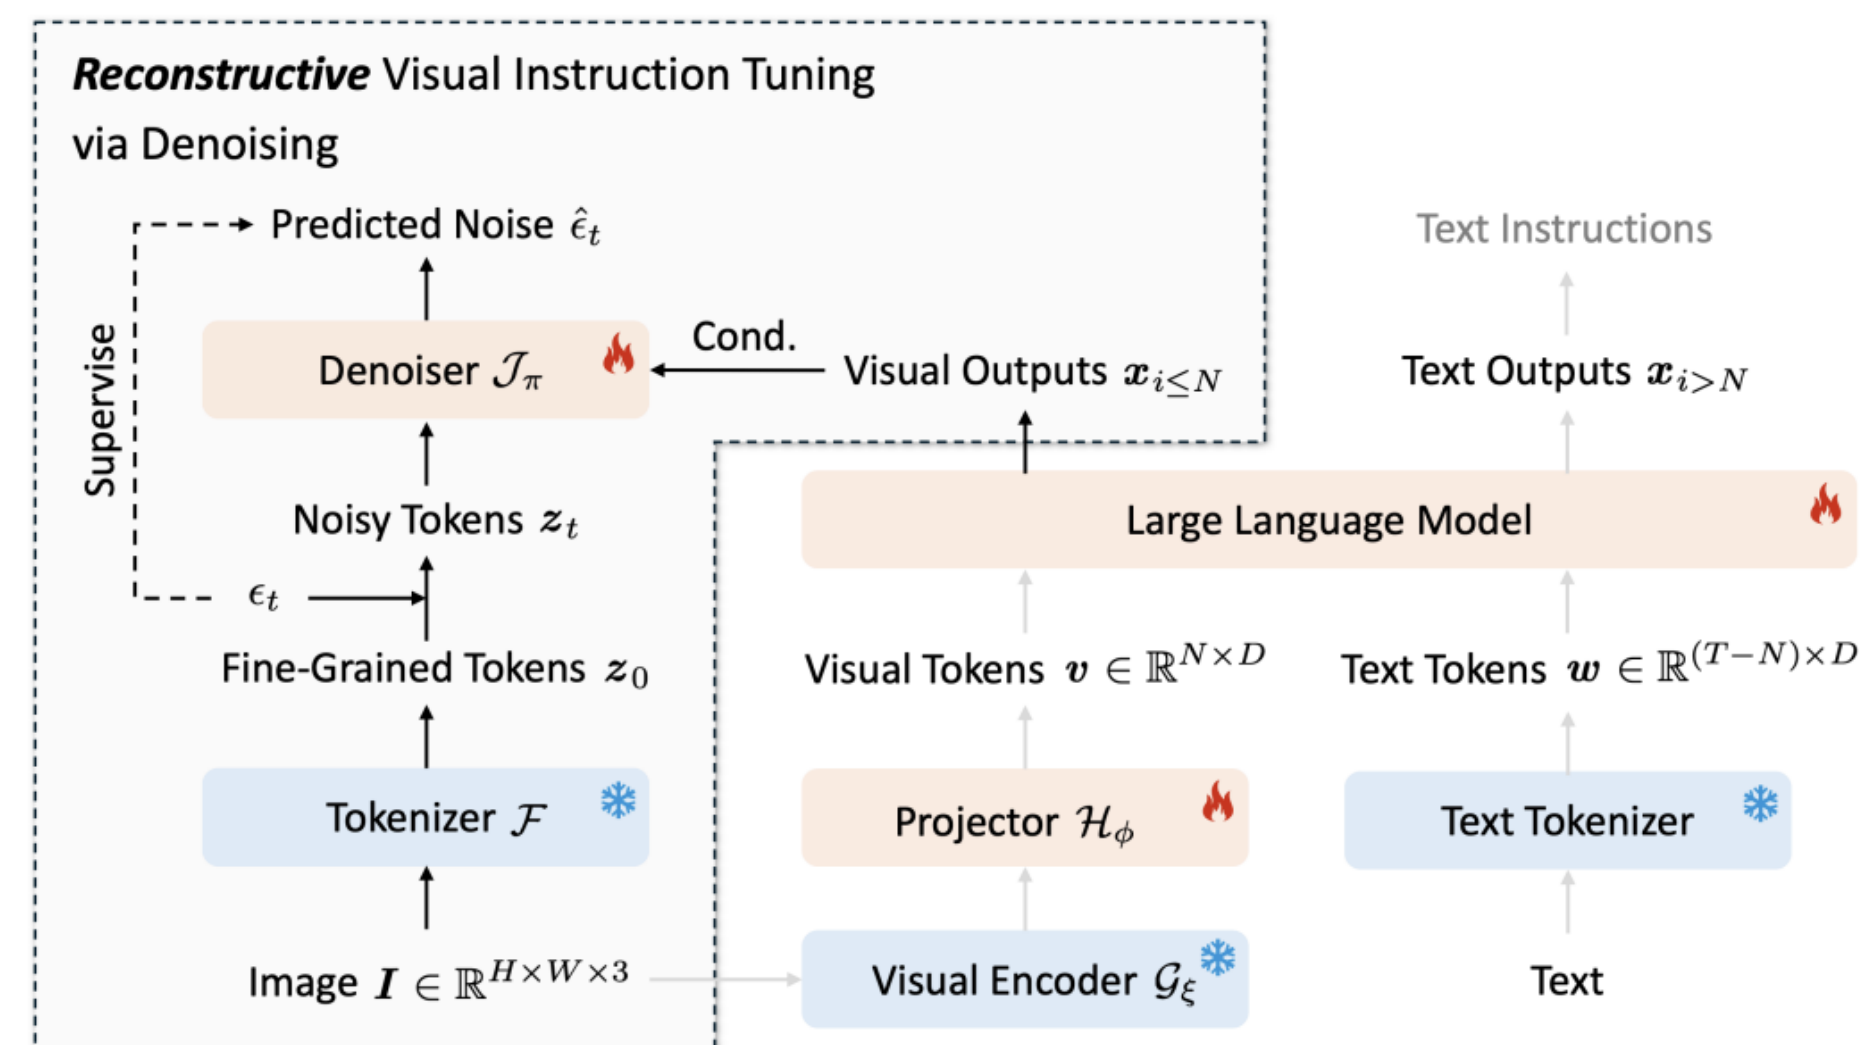 Reconstructive Visual Instruction Tuning
via Denoising
Predicted Noise ε̂_t
Text Instructions
Supervise
Denoiser 𝒥_π
Cond.
Visual Outputs x_{i≤N}
Text Outputs x_{i>N}
Noisy Tokens z_t
Large Language Model
ϵ_t
Fine-Grained Tokens z_0
Visual Tokens v ∈ ℝ^{N×D}
Text Tokens w ∈ ℝ^{(T−N)×D}
Tokenizer ℱ
Projector ℋ_ϕ
Text Tokenizer
Image I ∈ ℝ^{H×W×3}
Visual Encoder 𝒢_ξ
Text